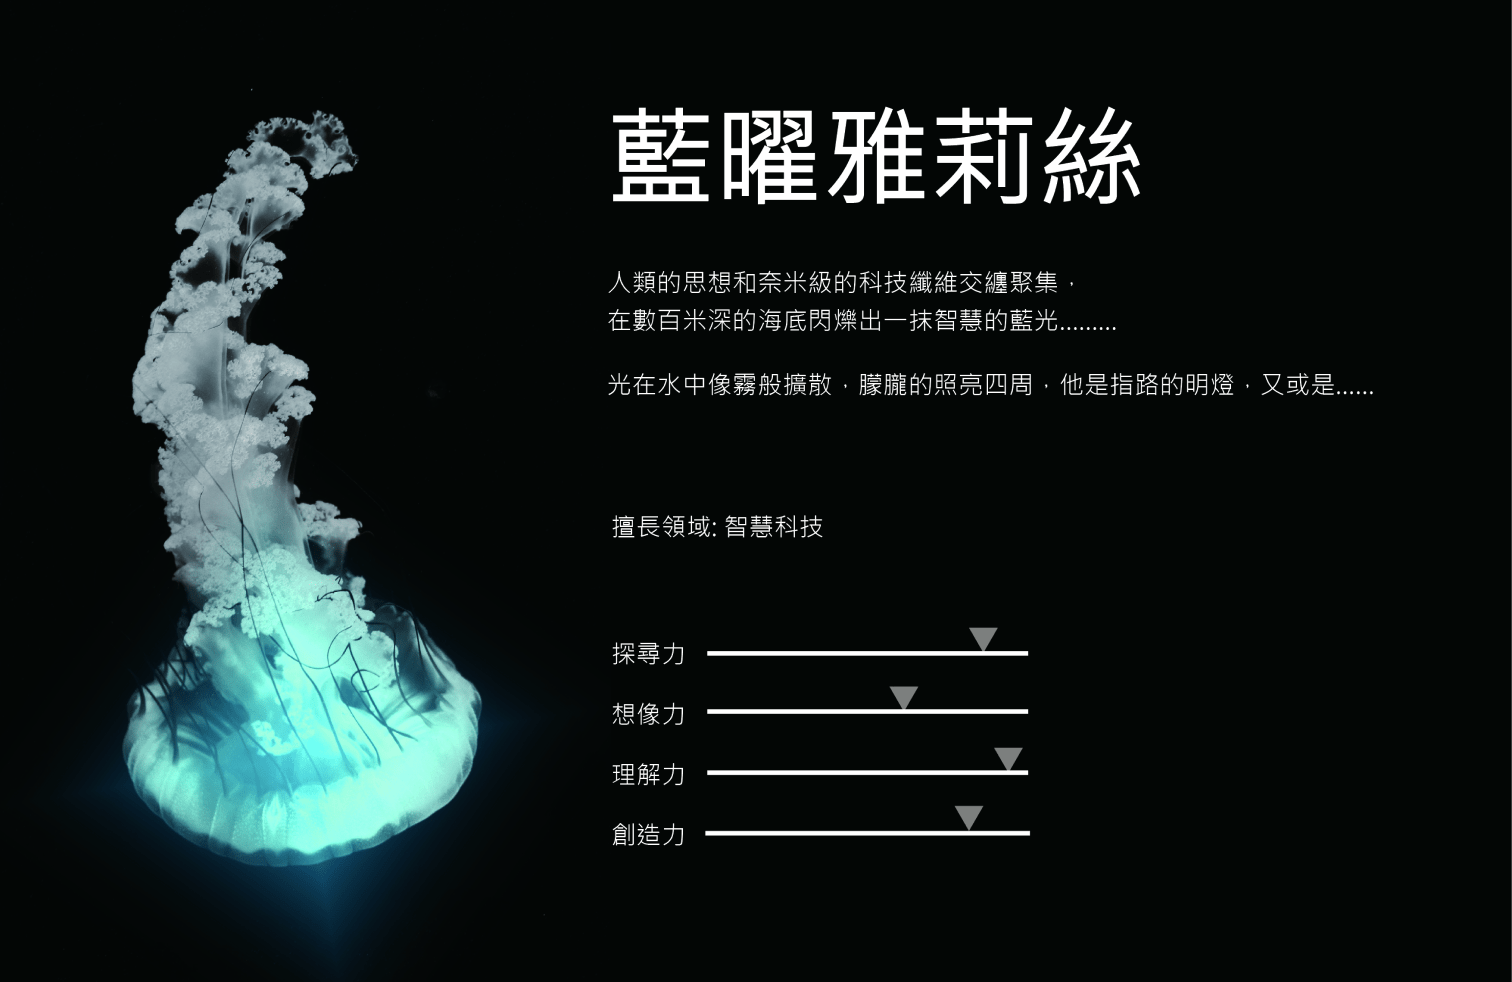 藍曜雅莉絲
人類的思想和奈米級的科技纖維交纏聚集，
在數百米深的海底閃爍出一抹智慧的藍光.........
光在水中像霧般擴散，朦朧的照亮四周，他是指路的明燈，又或是......
擅長領域: 智慧科技
探尋力
想像力
理解力
創造力